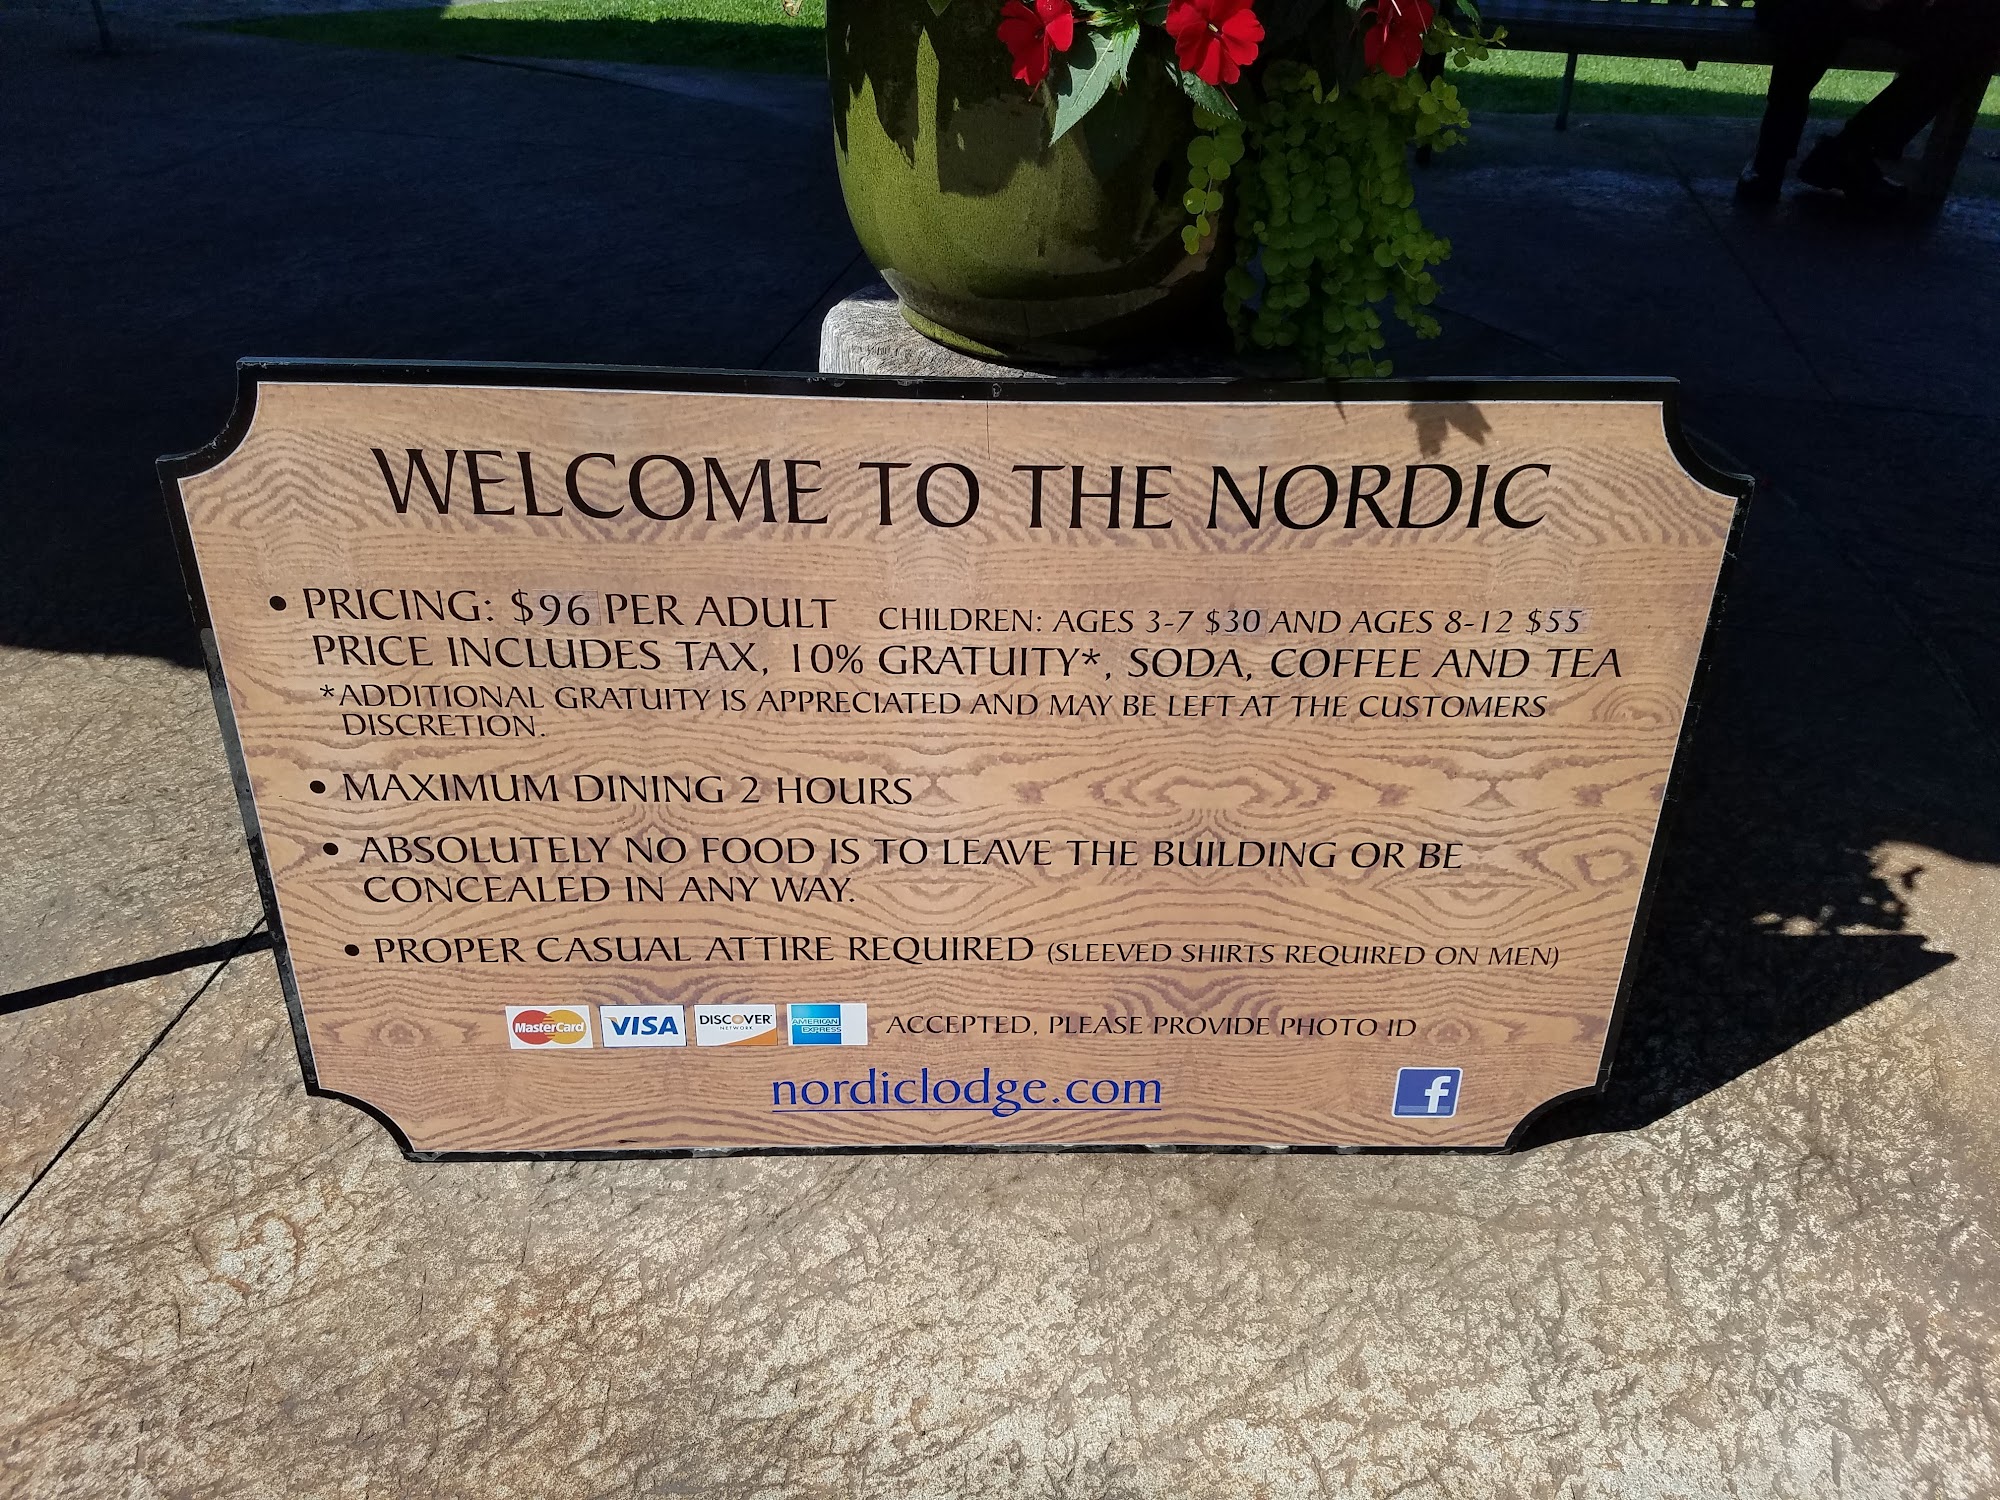 WELCOME TO THE NORDIC
• PRICING: $96 PER ADULT CHILDREN: AGES 3-7 $30 AND AGES 8-12 $55
PRICE INCLUDES TAX, 10% GRATUITY*, SODA, COFFEE AND TEA
*ADDITIONAL GRATUITY IS APPRECIATED AND MAY BE LEFT AT THE CUSTOMERS
DISCRETION.
• MAXIMUM DINING 2 HOURS
• ABSOLUTELY NO FOOD IS TO LEAVE THE BUILDING OR BE
CONCEALED IN ANY WAY.
• PROPER CASUAL ATTIRE REQUIRED (SLEEVED SHIRTS REQUIRED ON MEN)
MasterCard VISA DISCOVER NETWORK AMERICAN EXPRESS ACCEPTED, PLEASE PROVIDE PHOTO ID
nordiclodge.com f